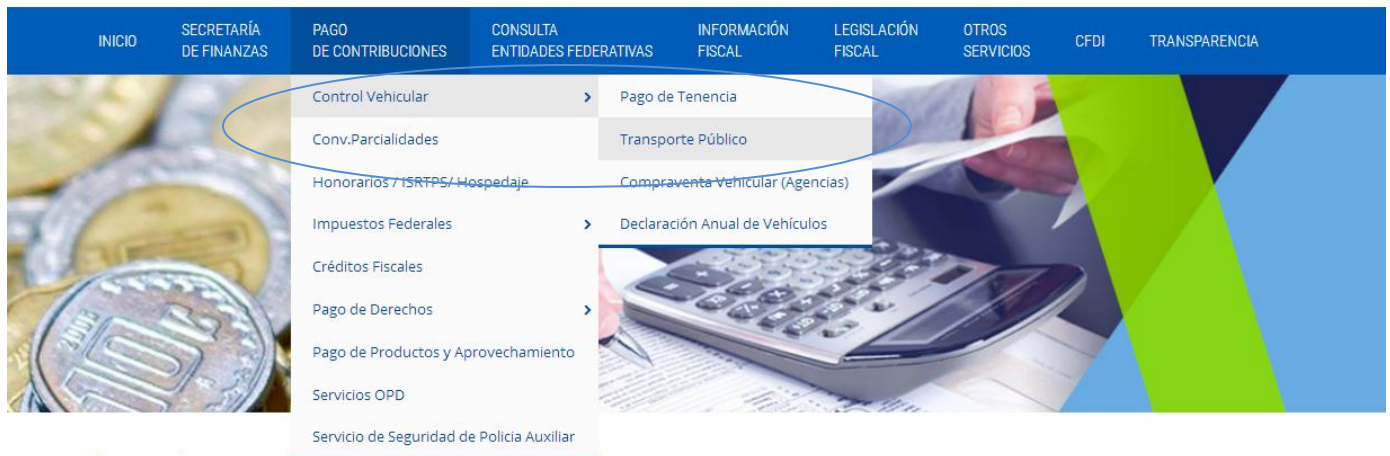 INICIO
SECRETARÍA
DE FINANZAS
PAGO
DE CONTRIBUCIONES
CONSULTA
ENTIDADES FEDERATIVAS
INFORMACIÓN
FISCAL
LEGISLACIÓN
FISCAL
OTROS
SERVICIOS
CFDI
TRANSPARENCIA
Control Vehicular
Conv.Parcialidades
Honorarios / ISRTPS/ Hospedaje
Impuestos Federales
Créditos Fiscales
Pago de Derechos
Pago de Productos y Aprovechamiento
Servicios OPD
Servicio de Seguridad de Policia Auxiliar
Pago de Tenencia
Transporte Público
Compraventa Vehicular (Agencias)
Declaración Anual de Vehículos